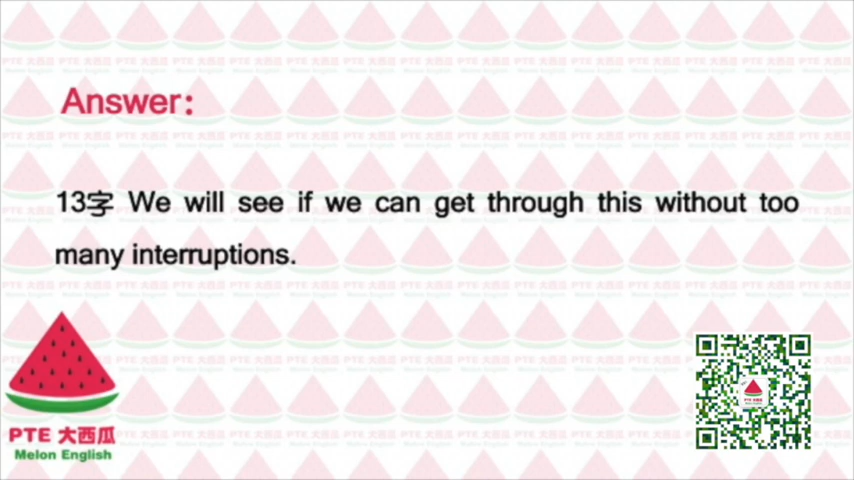 Answer:
13字 We will see if we can get through this without too
many interruptions.
PTE 大西瓜
Melon English